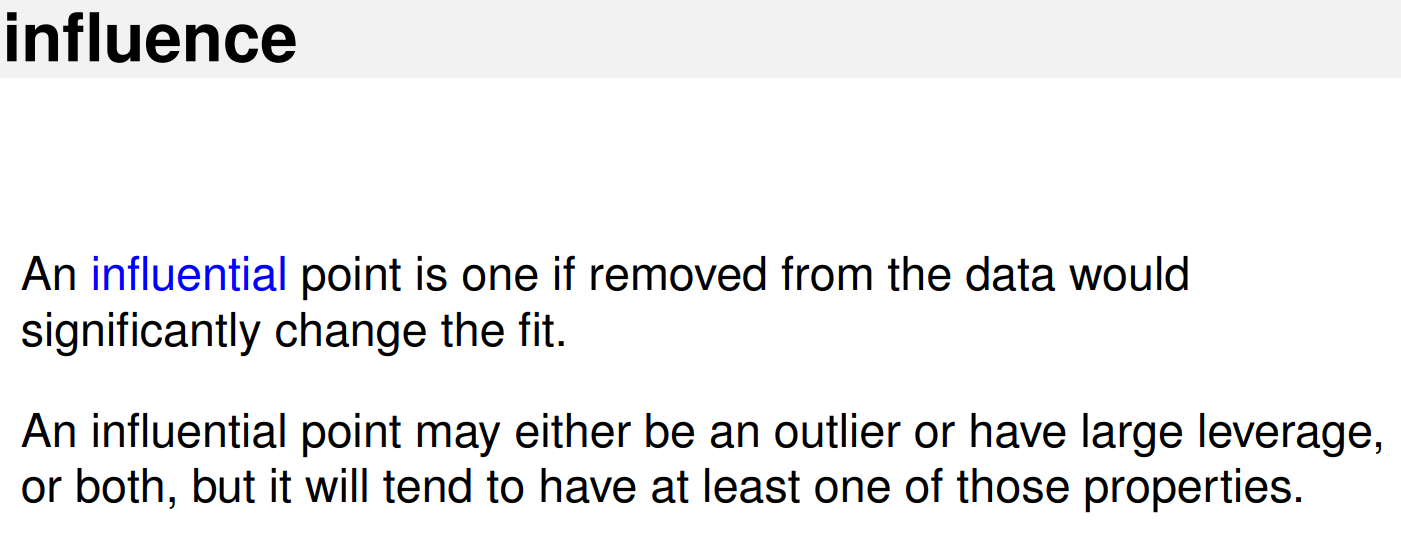 influence
An influential point is one if removed from the data would
significantly change the fit.
An influential point may either be an outlier or have large leverage,
or both, but it will tend to have at least one of those properties.